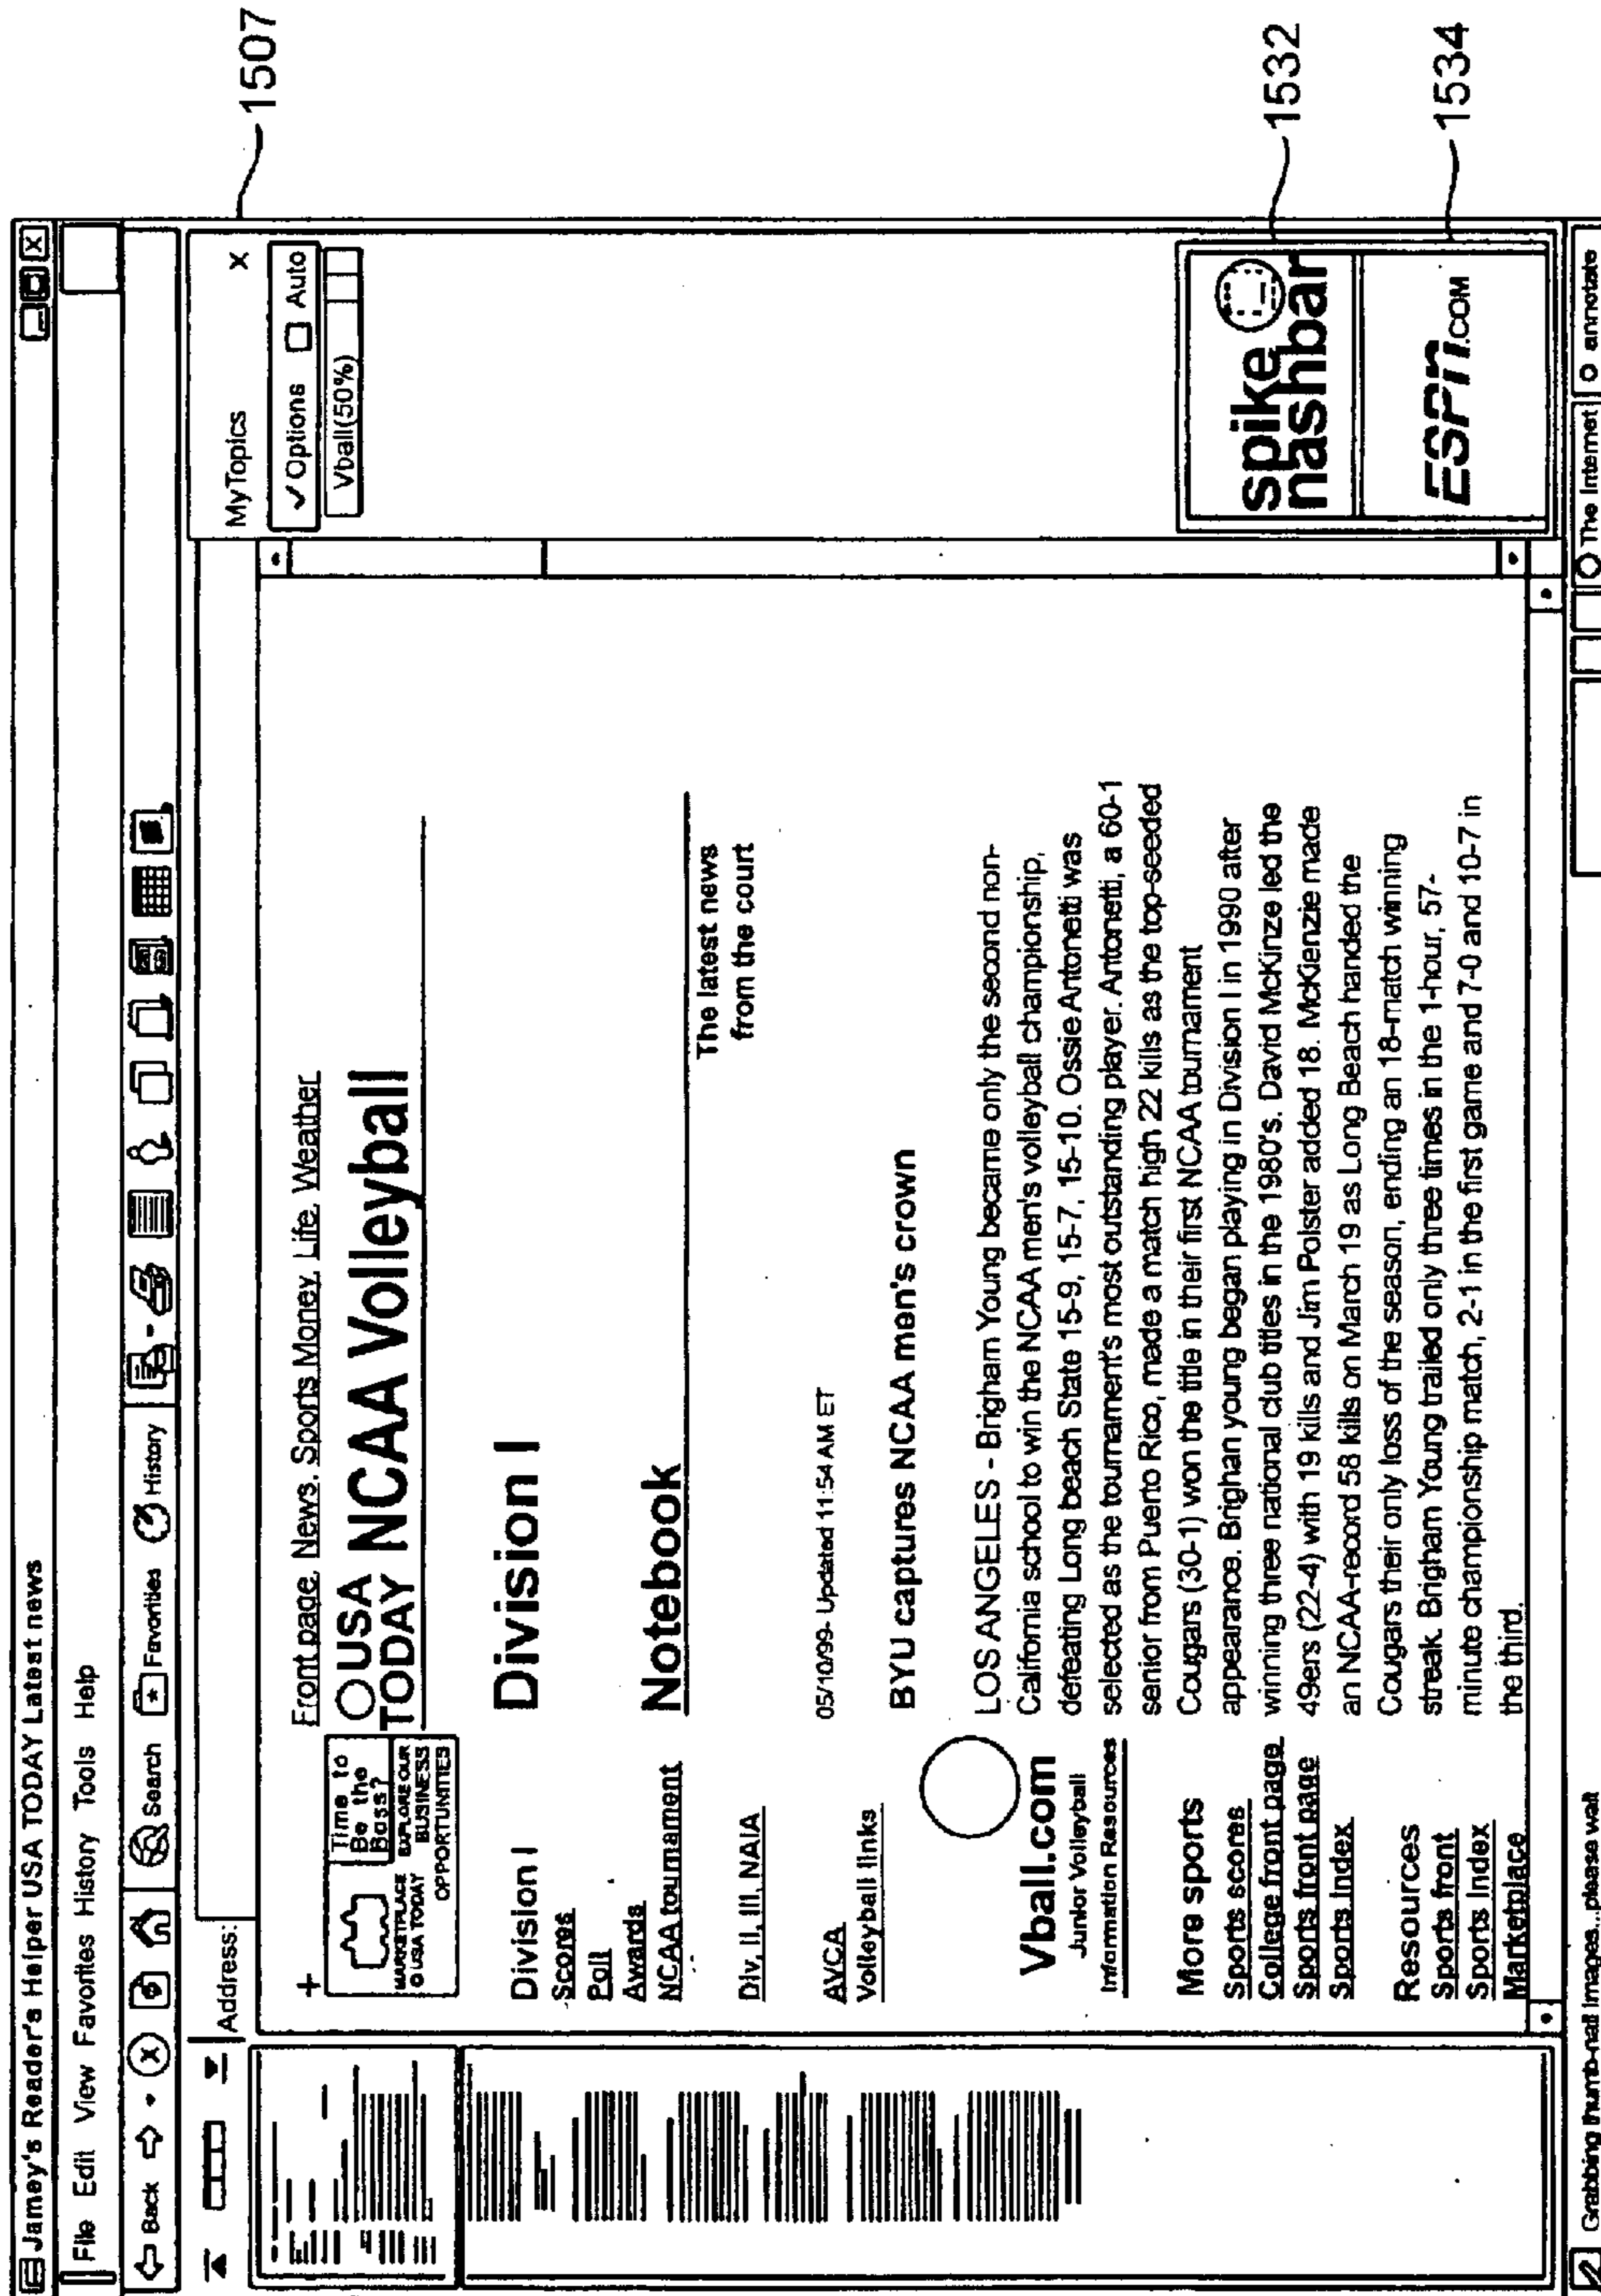 Jamey's Reader's Helper USA TODAY Latest news
File Edit View Favorites History Tools Help
Back Search Favorities History
Address:
MyTopics X
✓Options Auto
Vball(50%)
Front page, News, Sports Money, Life, Weather
Time to
Be the
Boss?
MARKETPLACE EXPLORE OUR
USA TODAY BUSINESS
OPPORTUNITIES
USA
TODAY NCAA Volleyball
Division I
Scores
Poll
Awards
NCAA tournament
Div, II, III, NAIA
AVCA
Volleyball links
Vball.com
Junior Volleyball
Information Resources
More sports
Sports scores
College front page
Sports front page
Sports Index
Resources
Sports front
Sports Index
Marketplace
Division I
Notebook
The latest news
from the court
05/10/99- Updated 11:54 AM ET
BYU captures NCAA men's crown
LOS ANGELES - Brigham Young became only the second non-
California school to win the NCAA men's volleyball championship,
defeating Long beach State 15-9, 15-7, 15-10. Ossie Antonetti was
selected as the tournament's most outstanding player. Antonetti, a 60-1
senior from Puerto Rico, made a match high 22 kills as the top-seeded
Cougars (30-1) won the title in their first NCAA tournament
appearance. Brighan young began playing in Division I in 1990 after
winning three national club titles in the 1980's. David McKinze led the
49ers (22-4) with 19 kills and Jim Polster added 18. McKienzie made
an NCAA-record 58 kills on March 19 as Long Beach handed the
Cougars their only loss of the season, ending an 18-match winning
streak. Brigham Young trailed only three times in the 1-hour, 57-
minute championship match, 2-1 in the first game and 7-0 and 10-7 in
the third.
spike
nashbar
ESPN.COM
Grabbing thumb-nail images...please wait
The Internet annotate
1507
1532
1534